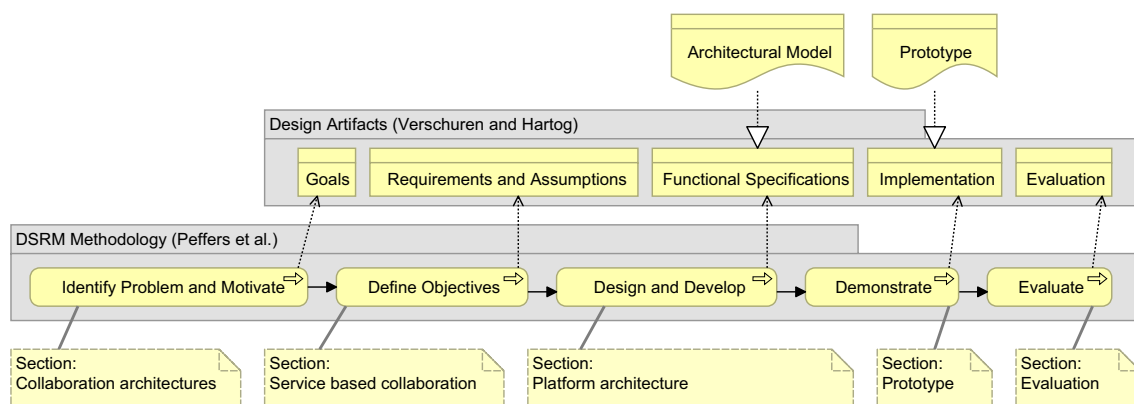 Architectural Model
Prototype
Design Artifacts (Verschuren and Hartog)
Goals
Requirements and Assumptions
Functional Specifications
Implementation
Evaluation
DSRM Methodology (Peffers et al.)
Identify Problem and Motivate
Define Objectives
Design and Develop
Demonstrate
Evaluate
Section:
Collaboration architectures
Section:
Service based collaboration
Section:
Platform architecture
Section:
Prototype
Section:
Evaluation